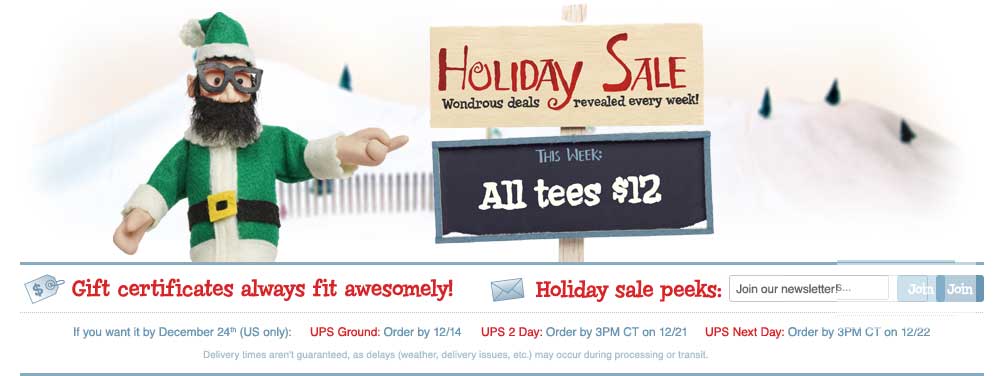 Holiday Sale
Wondrous deals revealed every week!
This Week:
All tees $12
$
Gift certificates always fit awesomely!
Holiday sale peeks:
Join our newsletters...
Join
Join
If you want it by December 24th (US only): UPS Ground: Order by 12/14 UPS 2 Day: Order by 3PM CT on 12/21 UPS Next Day: Order by 3PM CT on 12/22
Delivery times aren't guaranteed, as delays (weather, delivery issues, etc.) may occur during processing or transit.